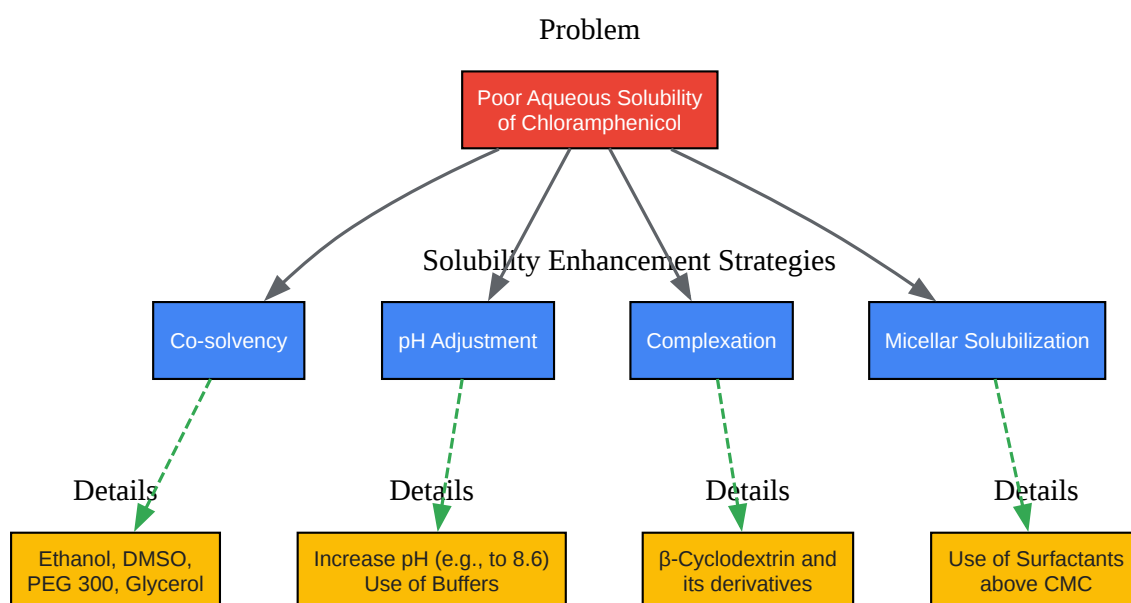 Problem
Poor Aqueous Solubility
of Chloramphenicol
Solubility Enhancement Strategies
Co-solvency
pH Adjustment
Complexation
Micellar Solubilization
Details
Details
Details
Details
Ethanol, DMSO,
PEG 300, Glycerol
Increase pH (e.g., to 8.6)
Use of Buffers
β-Cyclodextrin and
its derivatives
Use of Surfactants
above CMC